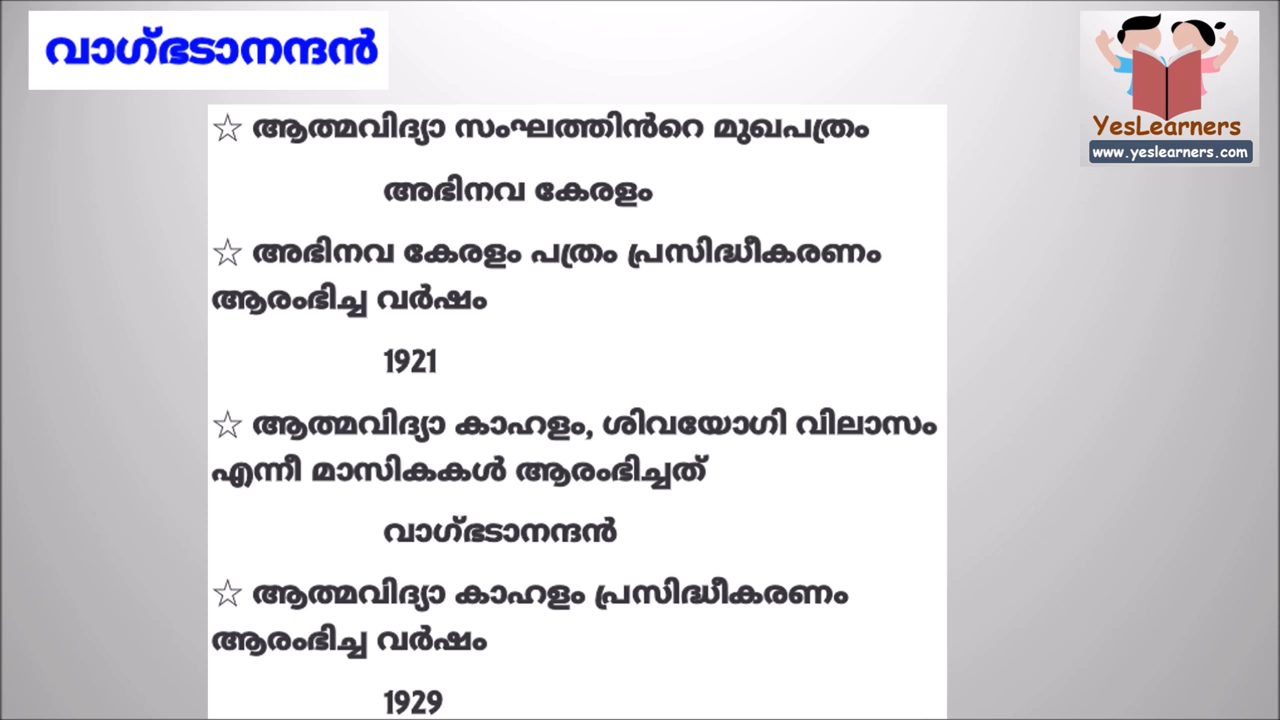 വാഗ്ഭടാനന്ദൻ
YesLearners
www.yeslearners.com
☆ ആത്മവിദ്യാ സംഘത്തിൻറെ മുഖപത്രം
അഭിനവ കേരളം
☆ അഭിനവ കേരളം പത്രം പ്രസിദ്ധീകരണം
ആരംഭിച്ച വർഷം
1921
☆ ആത്മവിദ്യാ കാഹളം, ശിവയോഗി വിലാസം
എന്നീ മാസികകൾ ആരംഭിച്ചത്
വാഗ്ഭടാനന്ദൻ
☆ ആത്മവിദ്യാ കാഹളം പ്രസിദ്ധീകരണം
ആരംഭിച്ച വർഷം
1929